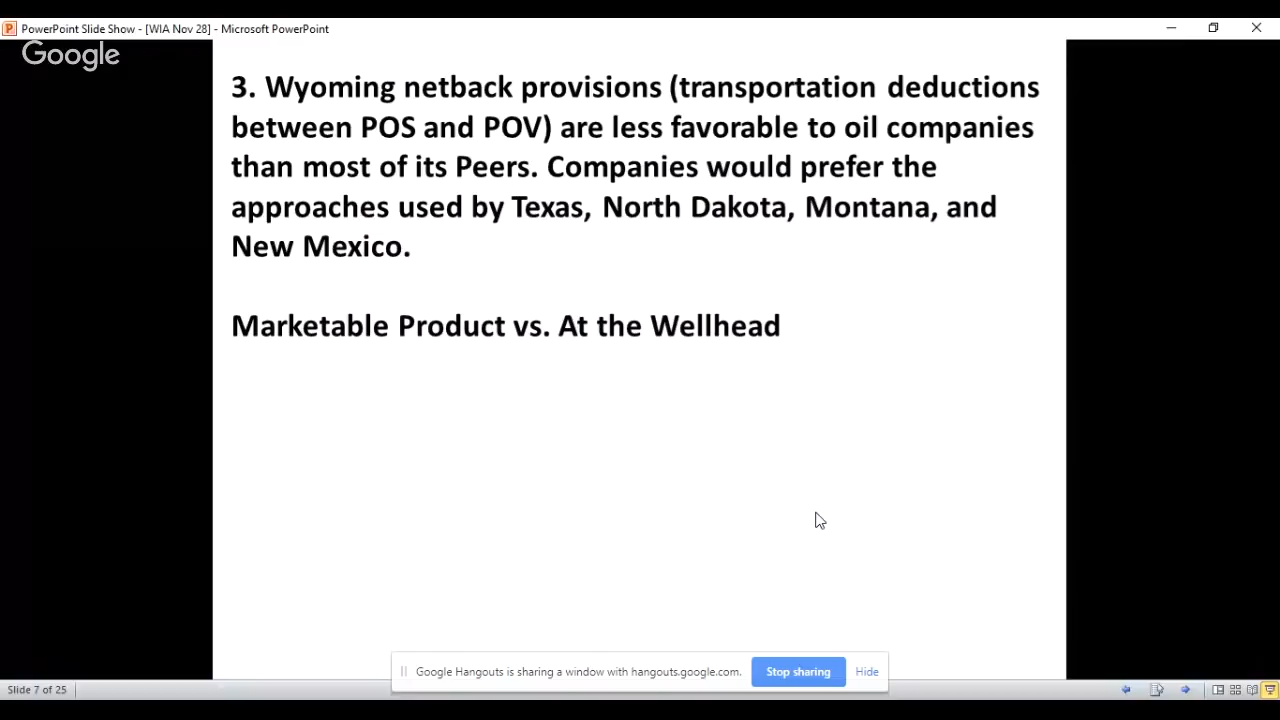 PowerPoint Slide Show - [WIA Nov 28] - Microsoft PowerPoint
Google
3. Wyoming netback provisions (transportation deductions
between POS and POV) are less favorable to oil companies
than most of its Peers. Companies would prefer the
approaches used by Texas, North Dakota, Montana, and
New Mexico.
Marketable Product vs. At the Wellhead
Google Hangouts is sharing a window with hangouts.google.com.
Stop sharing
Hide
Slide 7 of 25